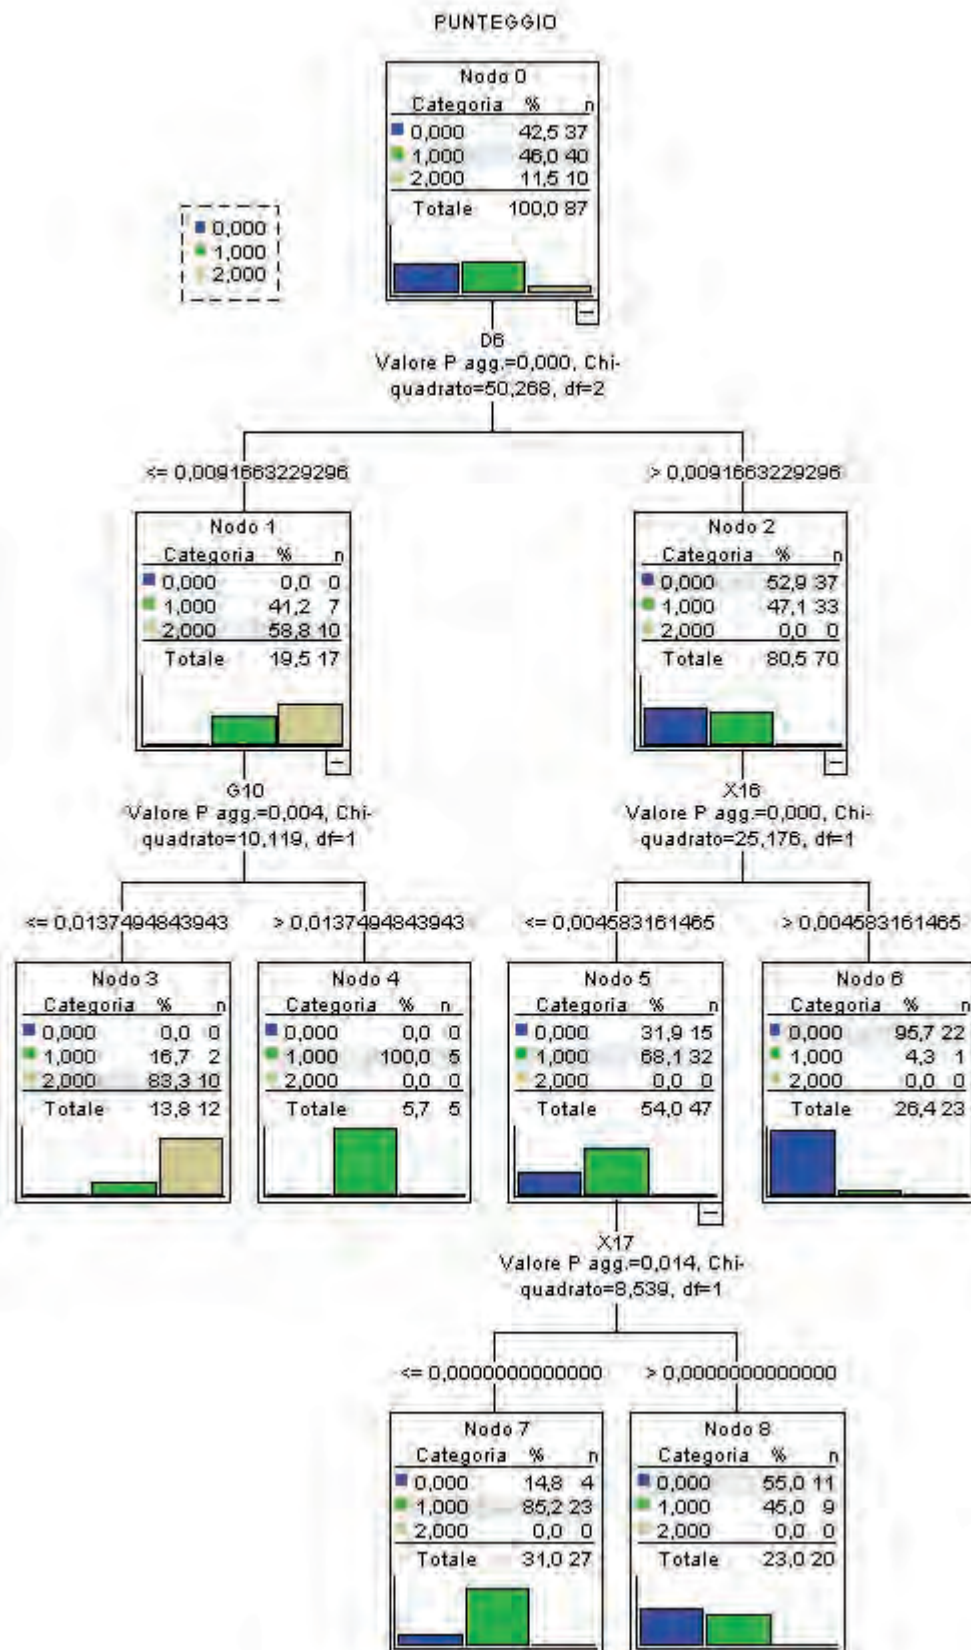 PUNTEGGIO
Nodo 0
Categoria % n
0,000 42,5 37
1,000 46,0 40
2,000 11,5 10
Totale 100,0 87
0,000
1,000
2,000
D6
Valore P agg.=0,000, Chi-
quadrato=50,268, df=2
<= 0,00916632292296
> 0,00916632292296
Nodo 1
Categoria % n
0,000 0,0 0
1,000 41,2 7
2,000 58,8 10
Totale 19,5 17
Nodo 2
Categoria % n
0,000 52,9 37
1,000 47,1 33
2,000 0,0 0
Totale 80,5 70
G10
Valore P agg.=0,004, Chi-
quadrato=10,119, df=1
X16
Valore P agg.=0,000, Chi-
quadrato=25,176, df=1
<= 0,0137494843943
> 0,0137494843943
<= 0,004583161465
> 0,004583161465
Nodo 3
Categoria % n
0,000 0,0 0
1,000 16,7 2
2,000 83,3 10
Totale 13,8 12
Nodo 4
Categoria % n
0,000 0,0 0
1,000 100,0 5
2,000 0,0 0
Totale 5,7 5
Nodo 5
Categoria % n
0,000 31,9 15
1,000 68,1 32
2,000 0,0 0
Totale 54,0 47
Nodo 6
Categoria % n
0,000 95,7 22
1,000 4,3 1
2,000 0,0 0
Totale 26,4 23
X17
Valore P agg.=0,014, Chi-
quadrato=8,539, df=1
<= 0,0000000000000
> 0,0000000000000
Nodo 7
Categoria % n
0,000 14,8 4
1,000 85,2 23
2,000 0,0 0
Totale 31,0 27
Nodo 8
Categoria % n
0,000 55,0 11
1,000 45,0 9
2,000 0,0 0
Totale 23,0 20